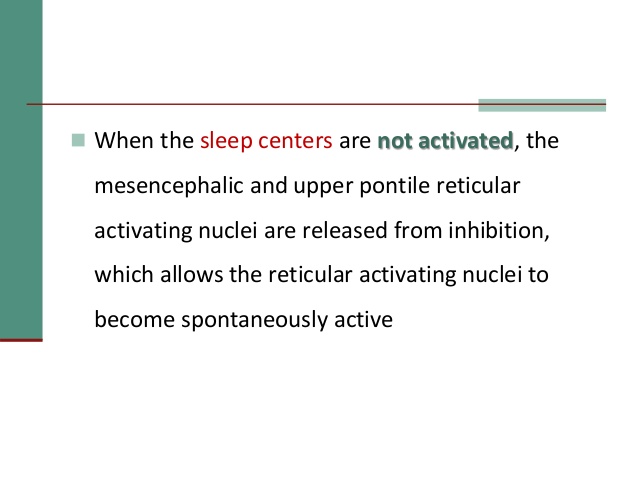 When the sleep centers are not activated, the
mesencephalic and upper pontile reticular
activating nuclei are released from inhibition,
which allows the reticular activating nuclei to
become spontaneously active